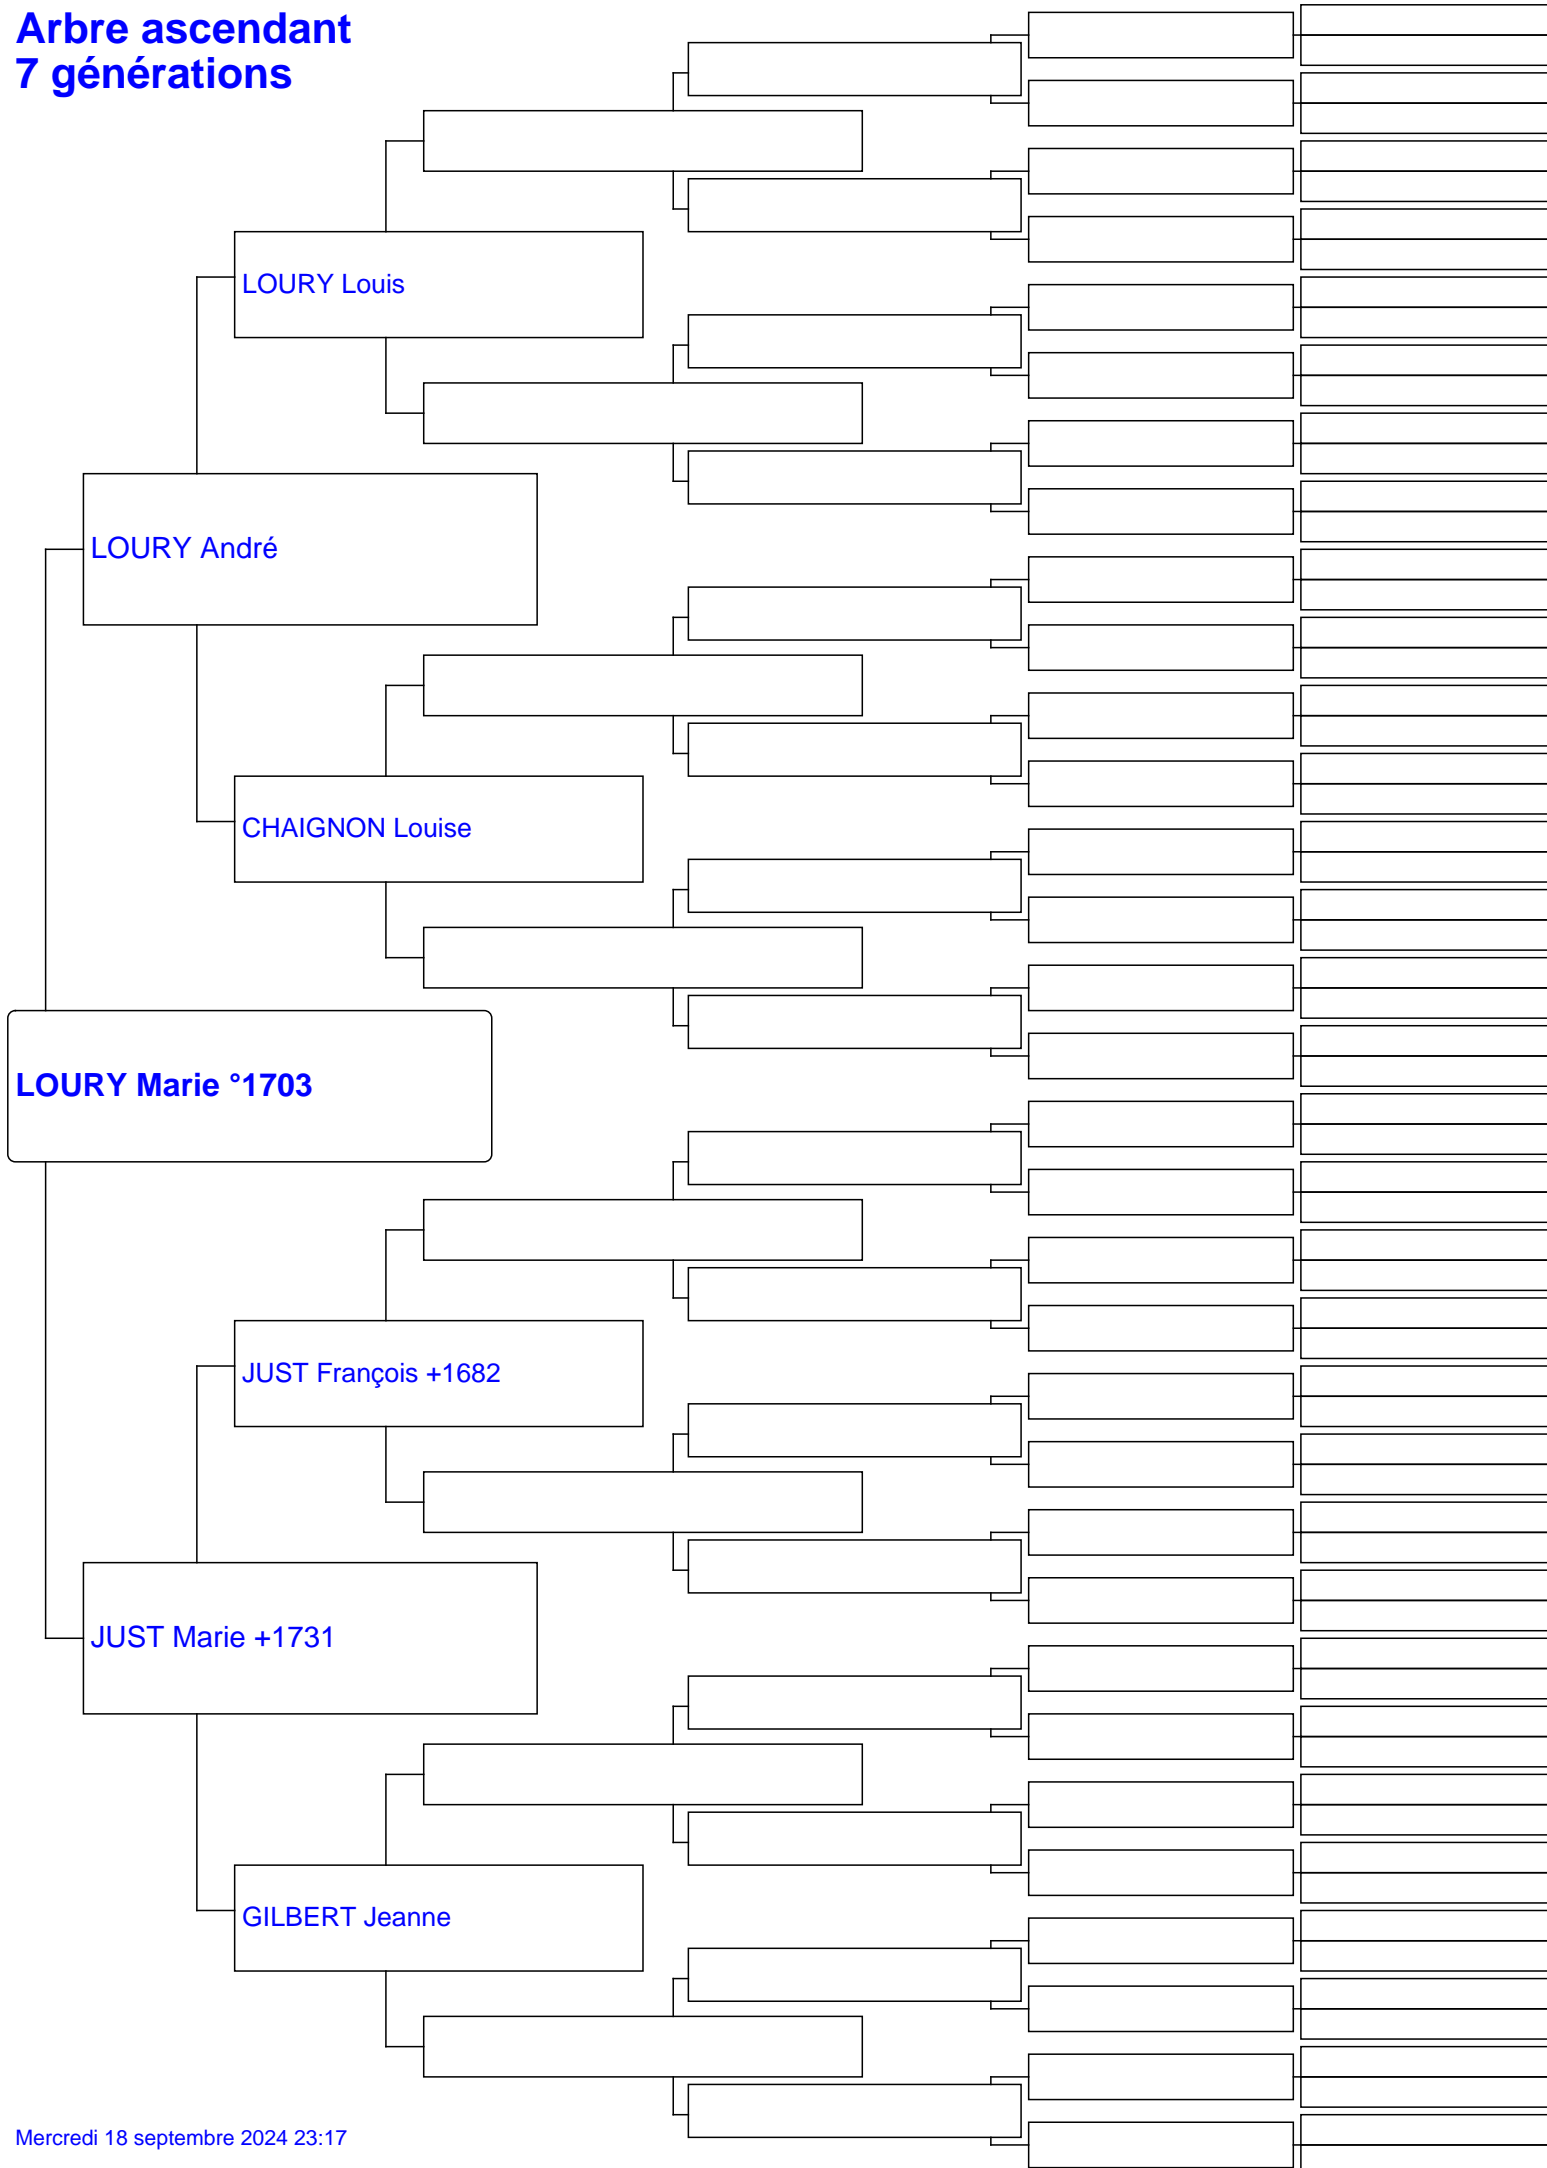 Arbre ascendant
7 générations
LOURY Louis
LOURY André
CHAIGNON Louise
LOURY Marie °1703
JUST François +1682
JUST Marie +1731
GILBERT Jeanne
Mercredi 18 septembre 2024 23:17